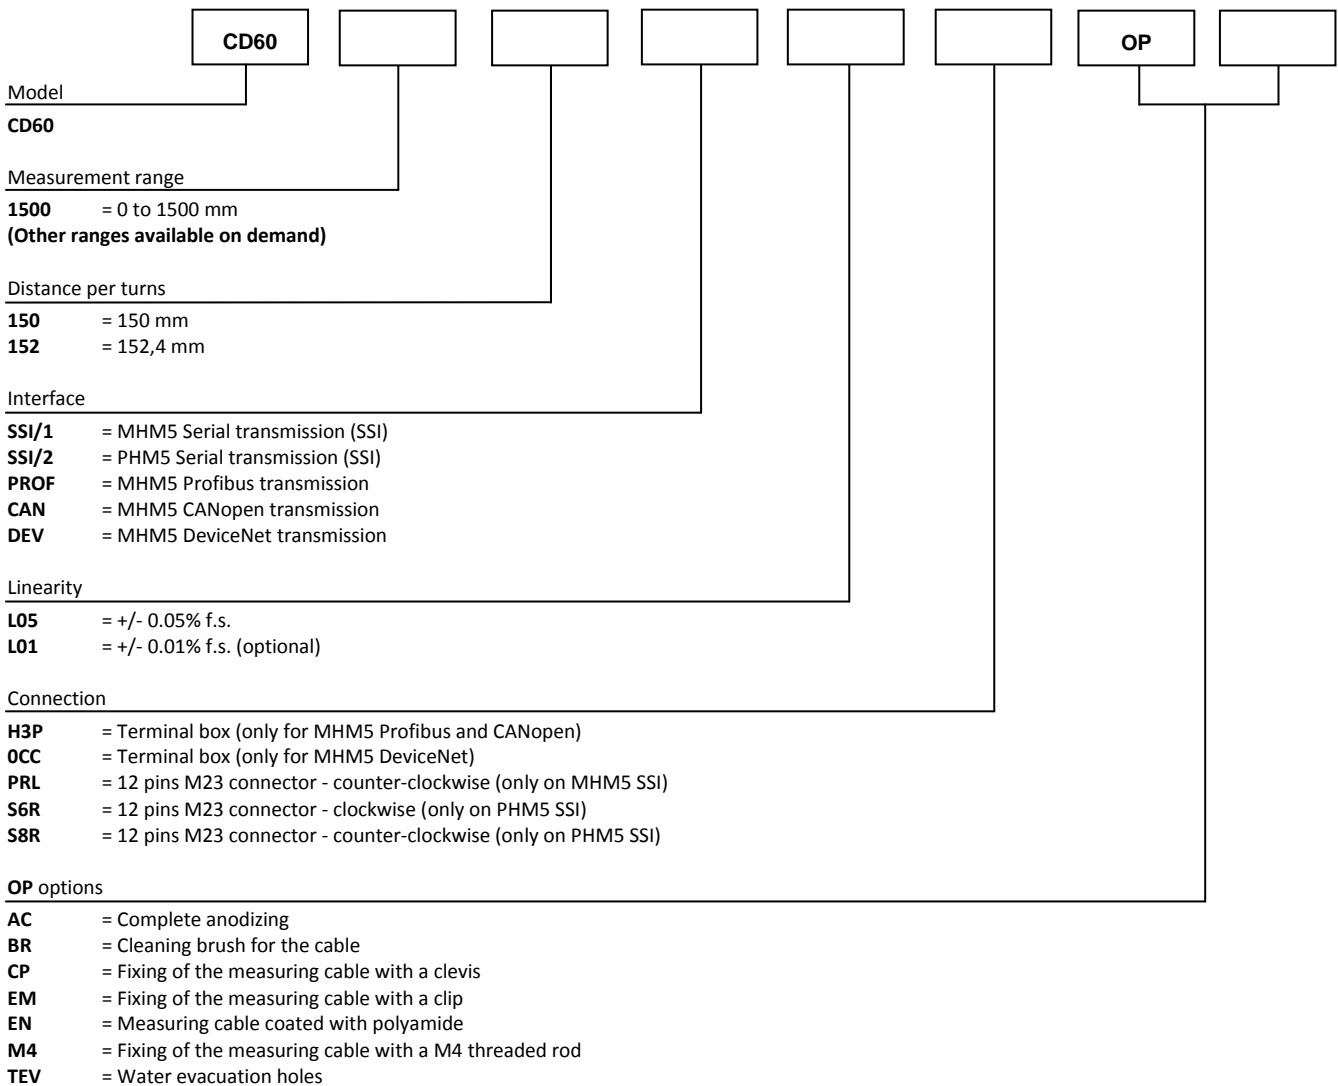 CD60
OP
Model
CD60
Measurement range
1500 = 0 to 1500 mm
(Other ranges available on demand)
Distance per turns
150 = 150 mm
152 = 152,4 mm
Interface
SSI/1 = MHM5 Serial transmission (SSI)
SSI/2 = PHM5 Serial transmission (SSI)
PROF = MHM5 Profibus transmission
CAN = MHM5 CANopen transmission
DEV = MHM5 DeviceNet transmission
Linearity
L05 = +/- 0.05% f.s.
L01 = +/- 0.01% f.s. (optional)
Connection
H3P = Terminal box (only for MHM5 Profibus and CANopen)
0CC = Terminal box (only for MHM5 DeviceNet)
PRL = 12 pins M23 connector - counter-clockwise (only on MHM5 SSI)
S6R = 12 pins M23 connector - clockwise (only on PHM5 SSI)
S8R = 12 pins M23 connector - counter-clockwise (only on PHM5 SSI)
OP options
AC = Complete anodizing
BR = Cleaning brush for the cable
CP = Fixing of the measuring cable with a clevis
EM = Fixing of the measuring cable with a clip
EN = Measuring cable coated with polyamide
M4 = Fixing of the measuring cable with a M4 threaded rod
TEV = Water evacuation holes